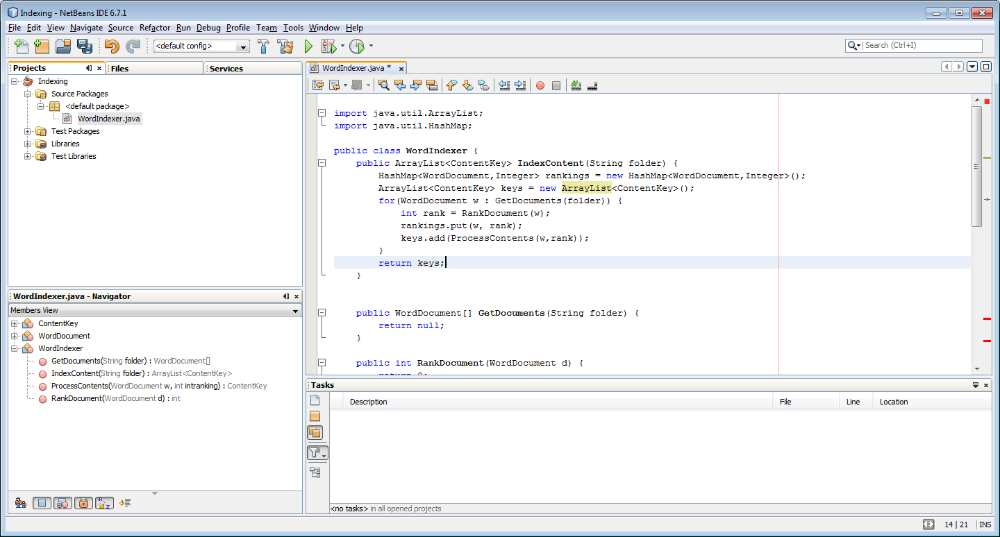 Indexing - NetBeans IDE 6.7.1
File Edit View Navigate Source Refactor Run Debug Profile Team Tools Window Help
<default config>
Search (Ctrl+I)
Projects
Files
Services
Indexing
Source Packages
<default package>
WordIndexer.java
Test Packages
Libraries
Test Libraries
WordIndexer.java - Navigator
Members View
ContentKey
WordDocument
WordIndexer
GetDocuments(String folder) : WordDocument[]
IndexContent(String folder) : ArrayList<ContentKey>
ProcessContents(WordDocument w, int intranking) : ContentKey
RankDocument(WordDocument d) : int
WordIndexer.java *
import java.util.ArrayList;
import java.util.HashMap;
public class WordIndexer {
public ArrayList<ContentKey> IndexContent(String folder) {
HashMap<WordDocument,Integer> rankings = new HashMap<WordDocument,Integer>();
ArrayList<ContentKey> keys = new ArrayList<ContentKey>();
for(WordDocument w : GetDocuments(folder)) {
int rank = RankDocument(w);
rankings.put(w, rank);
keys.add(ProcessContents(w,rank));
}
return keys;
}
public WordDocument[] GetDocuments(String folder) {
return null;
}
public int RankDocument(WordDocument d) {
return 0;
Tasks
Description File Line Location
<no tasks> in all opened projects
14 | 21 INS